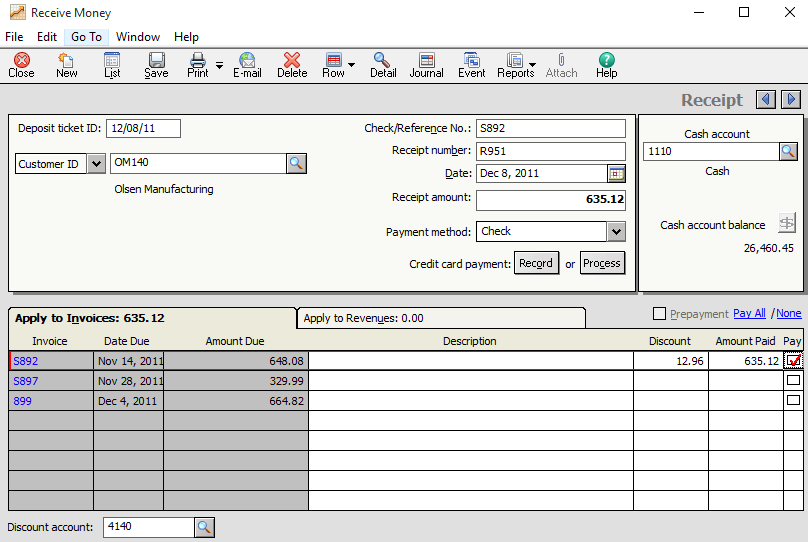 Receive Money
File Edit Go To Window Help
Close New List Save Print E-mail Delete Row Detail Journal Event Reports Attach Help
Receipt
Deposit ticket ID: 12/08/11
Customer ID OM140
Olsen Manufacturing
Check/Reference No.: S892
Receipt number: R951
Date: Dec 8, 2011
Receipt amount: 635.12
Payment method: Check
Credit card payment: Record or Process
Cash account
1110
Cash
Cash account balance
26,460.45
Apply to Invoices: 635.12 Apply to Revenues: 0.00 Prepayment Pay All / None
Invoice Date Due Amount Due Description Discount Amount Paid Pay
S892 Nov 14, 2011 648.08 12.96 635.12
S897 Nov 28, 2011 329.99
899 Dec 4, 2011 664.82
Discount account: 4140